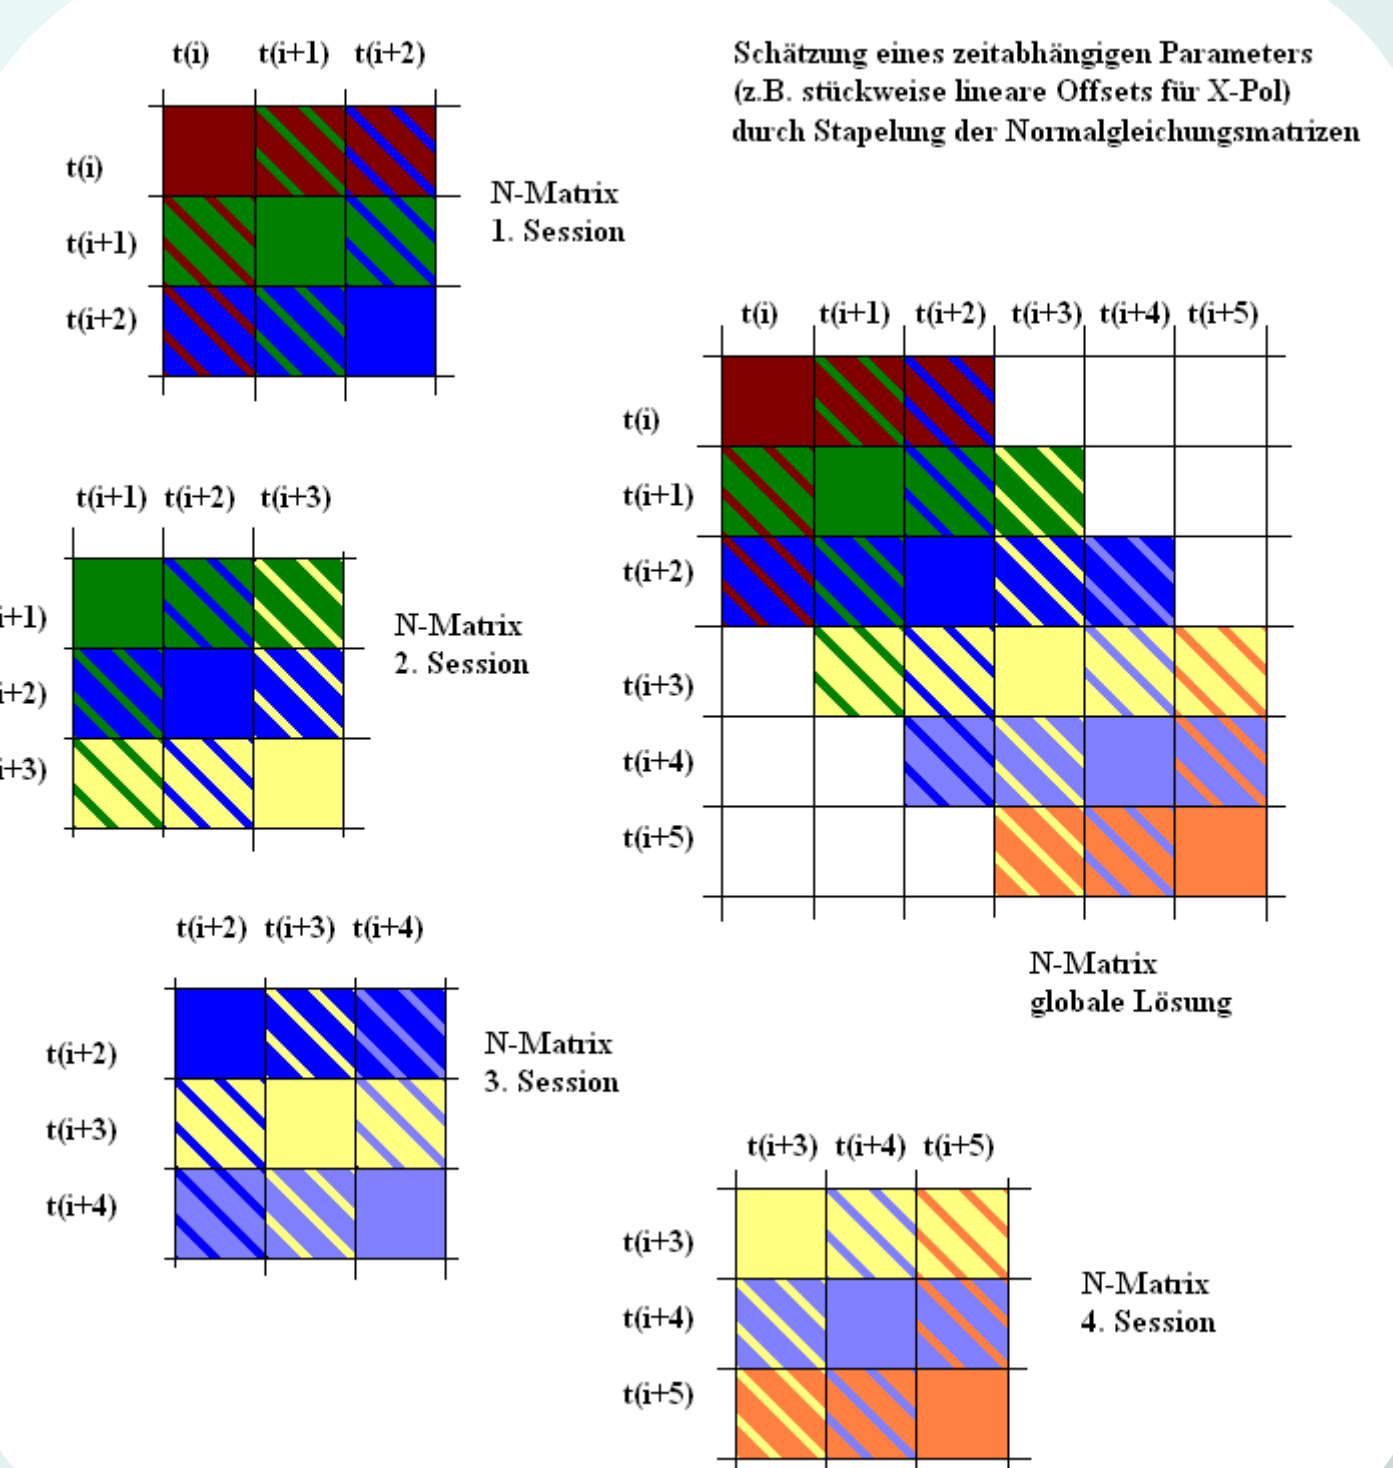 t(i) t(i+1) t(i+2)
Schätzung eines zeitabhängigen Parameters
(z.B. stückweise lineare Offsets für X-Pol)
durch Stapelung der Normalgleichungsmatrizen
t(i)
t(i+1)
t(i+2)
N-Matrix
1. Session
t(i) t(i+1) t(i+2) t(i+3) t(i+4) t(i+5)
t(i)
t(i+1)
t(i+2)
t(i+3)
t(i+4)
t(i+5)
N-Matrix
globale Lösung
t(i+1) t(i+2) t(i+3)
i+1)
i+2)
i+3)
N-Matrix
2. Session
t(i+2) t(i+3) t(i+4)
t(i+2)
t(i+3)
t(i+4)
N-Matrix
3. Session
t(i+3) t(i+4) t(i+5)
t(i+3)
t(i+4)
t(i+5)
N-Matrix
4. Session